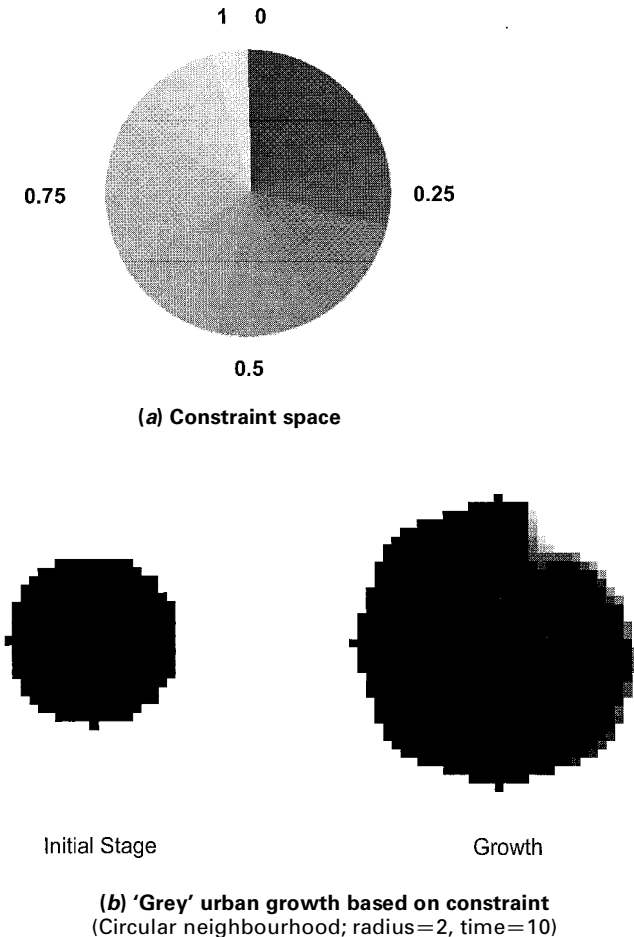 1 0
0.75
0.25
0.5
(a) Constraint space
Initial Stage
Growth
(b) ‘Grey’ urban growth based on constraint
(Circular neighbourhood; radius=2, time=10)